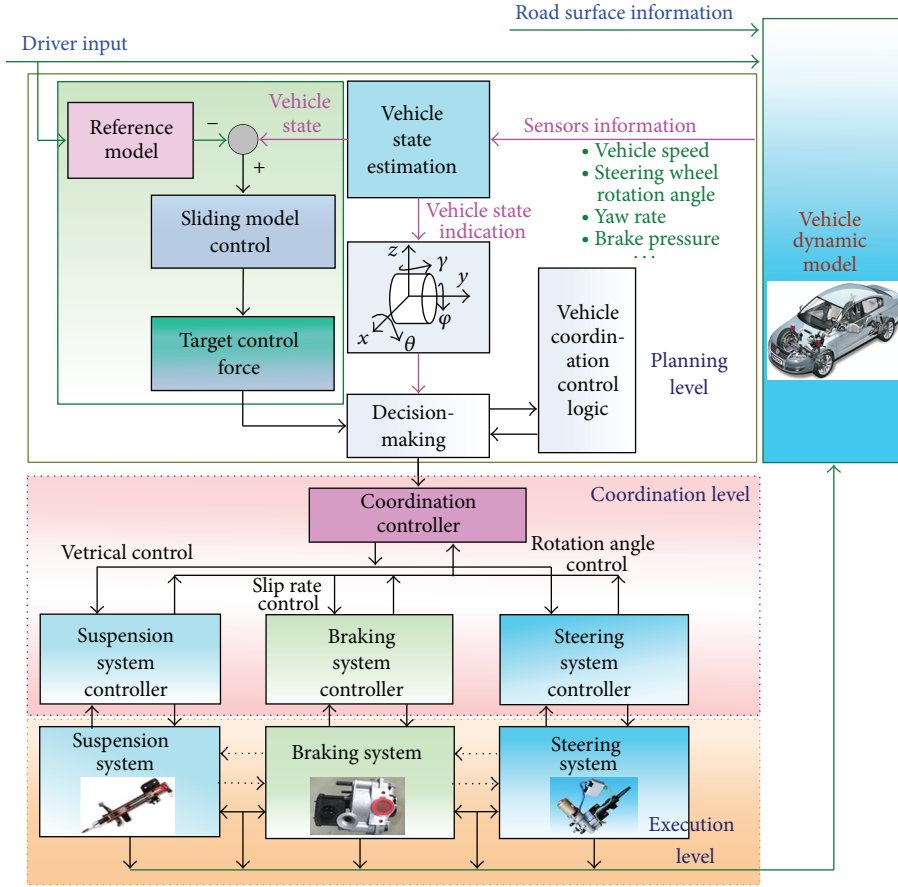 Road surface information
Driver input
Reference
model
−
+
Vehicle
state
Vehicle
state
estimation
Sensors information
• Vehicle speed
• Steering wheel
rotation angle
• Yaw rate
• Brake pressure
...
Vehicle
dynamic
model
Sliding model
control
Vehicle state
indication
z
γ
y
φ
x
θ
Vehicle
coordin-
ation
control
logic
Planning
level
Target control
force
Decision-
making
Coordination level
Coordination
controller
Vetrical control
Rotation angle
control
Slip rate
control
Suspension
system
controller
Braking
system
controller
Steering
system
controller
Suspension
system
Braking system
Steering
system
Execution
level